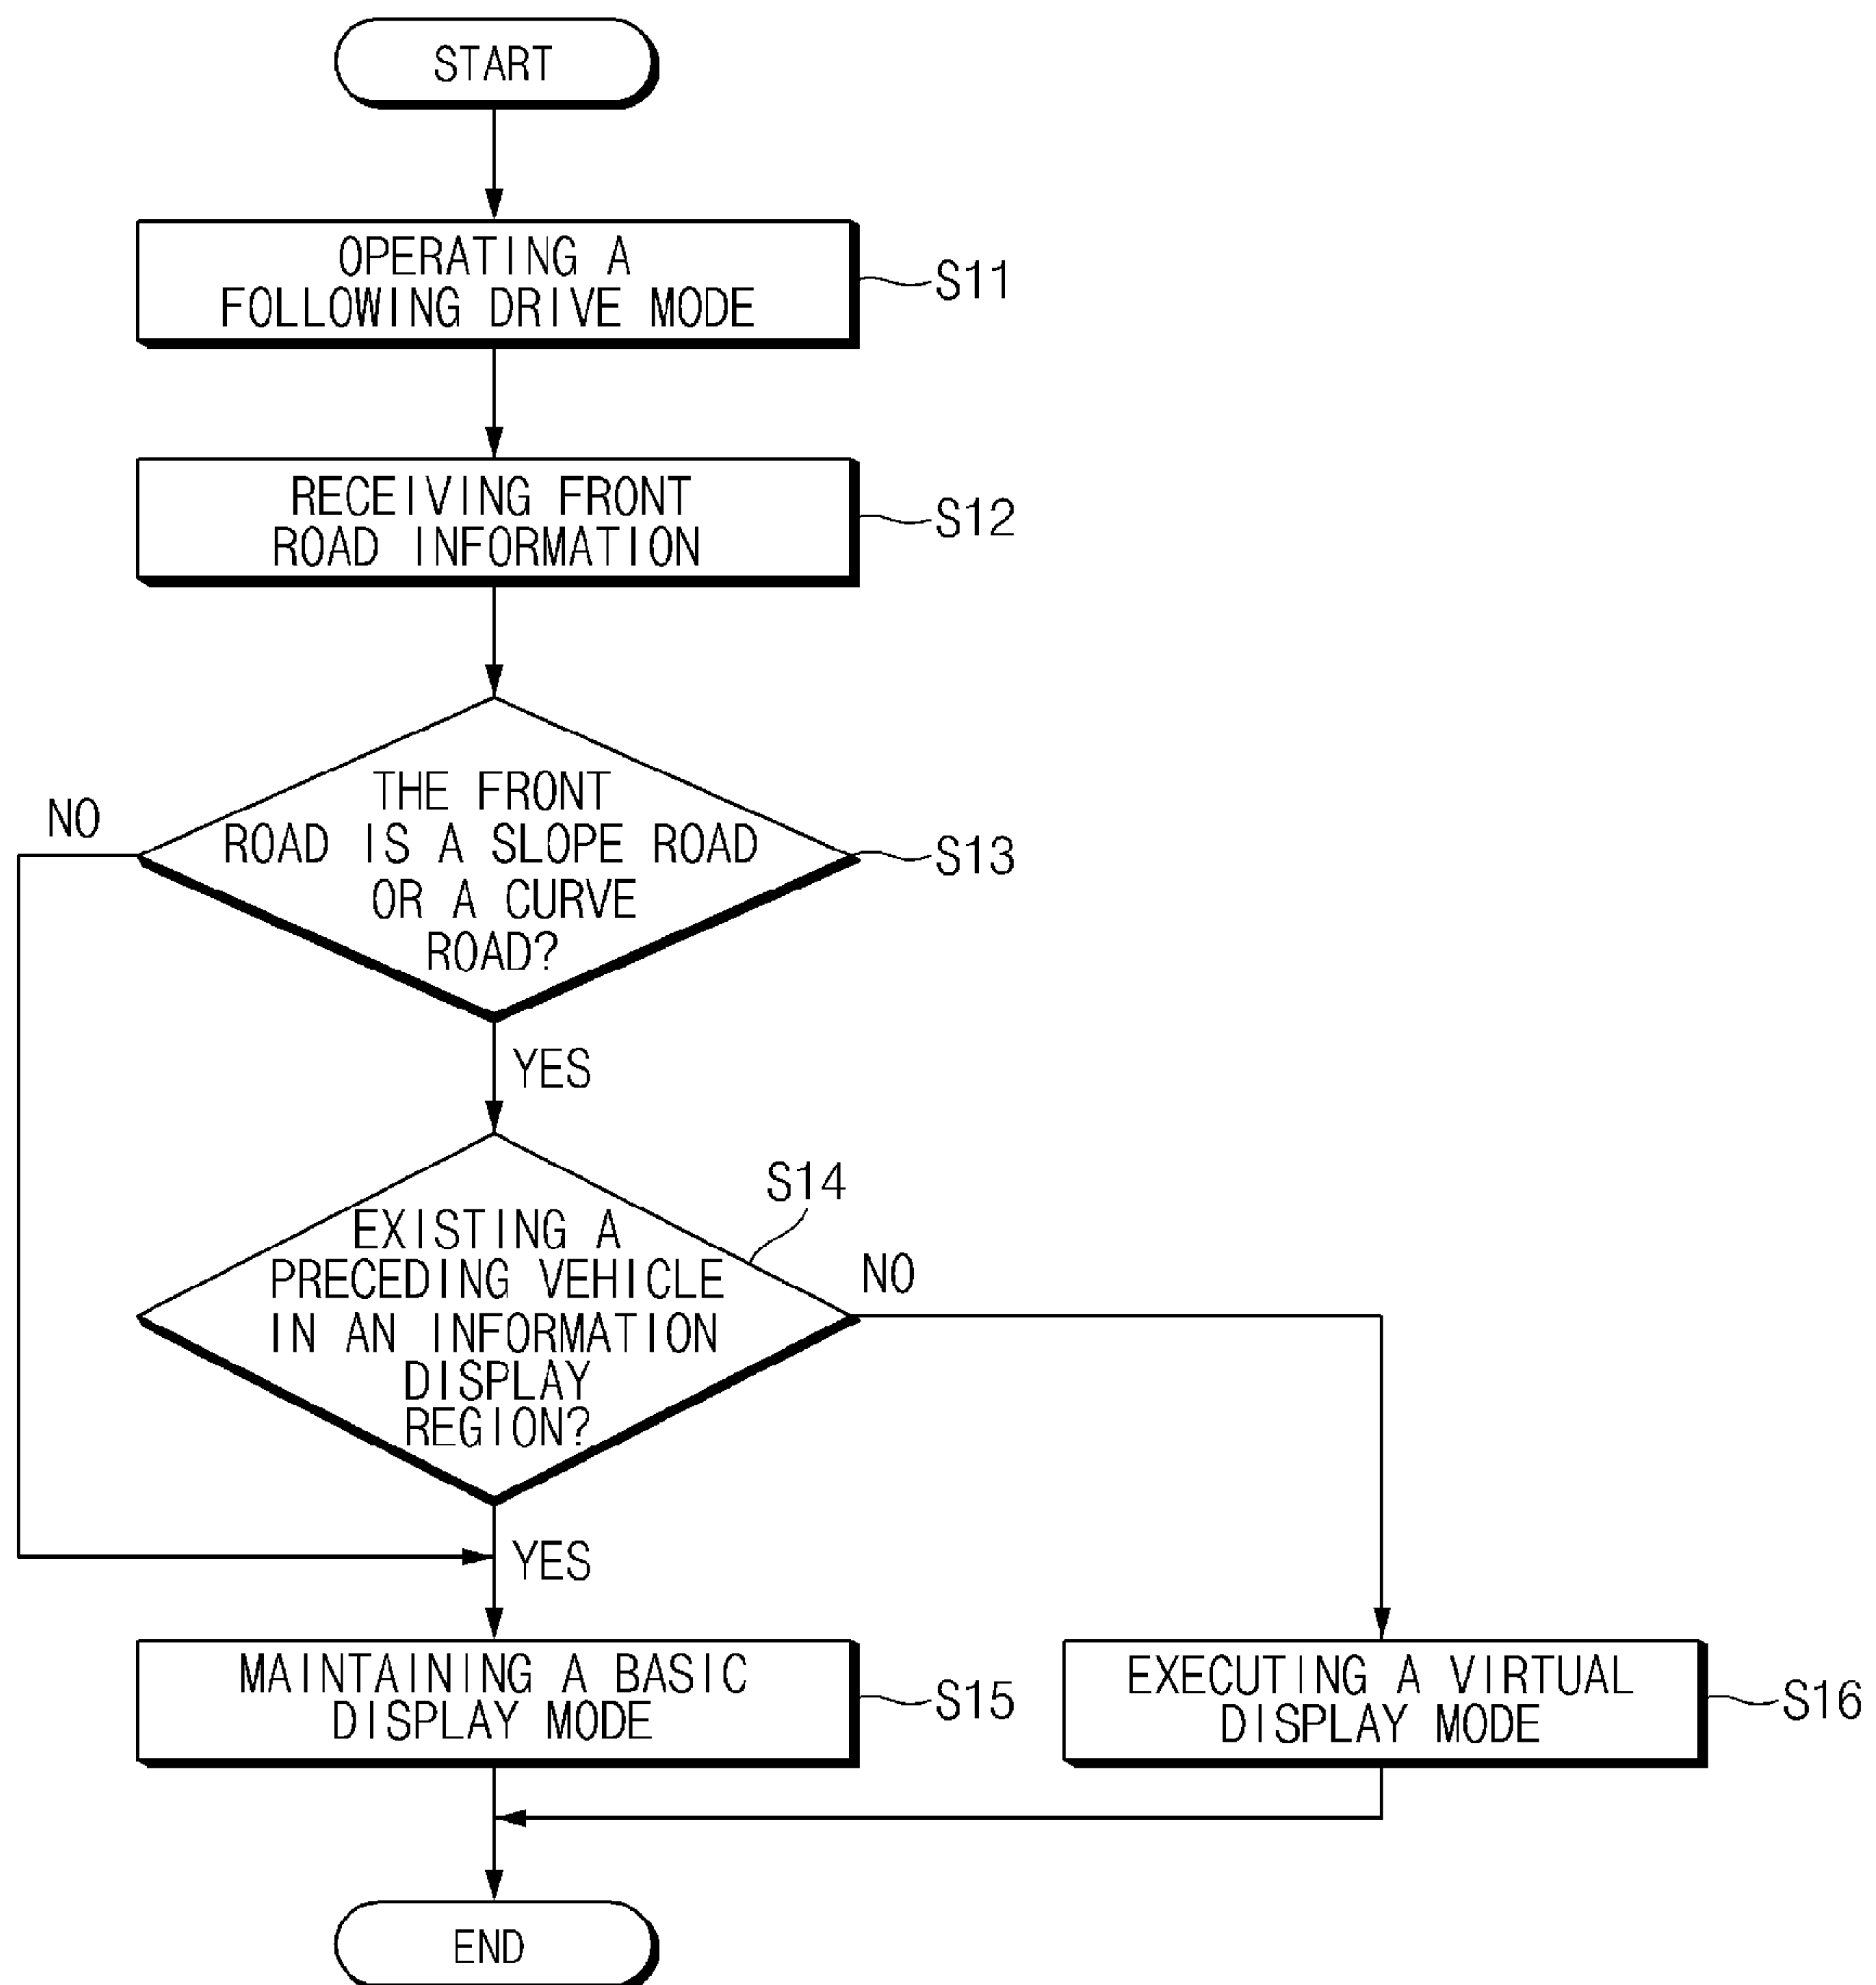 START
OPERATING A
FOLLOWING DRIVE MODE
S11
RECEIVING FRONT
ROAD INFORMATION
S12
THE FRONT
ROAD IS A SLOPE ROAD
OR A CURVE
ROAD?
S13
NO
YES
S14
EXISTING A
PRECEDING VEHICLE
IN AN INFORMATION
DISPLAY
REGION?
NO
YES
MAINTAINING A BASIC
DISPLAY MODE
S15
EXECUTING A VIRTUAL
DISPLAY MODE
S16
END